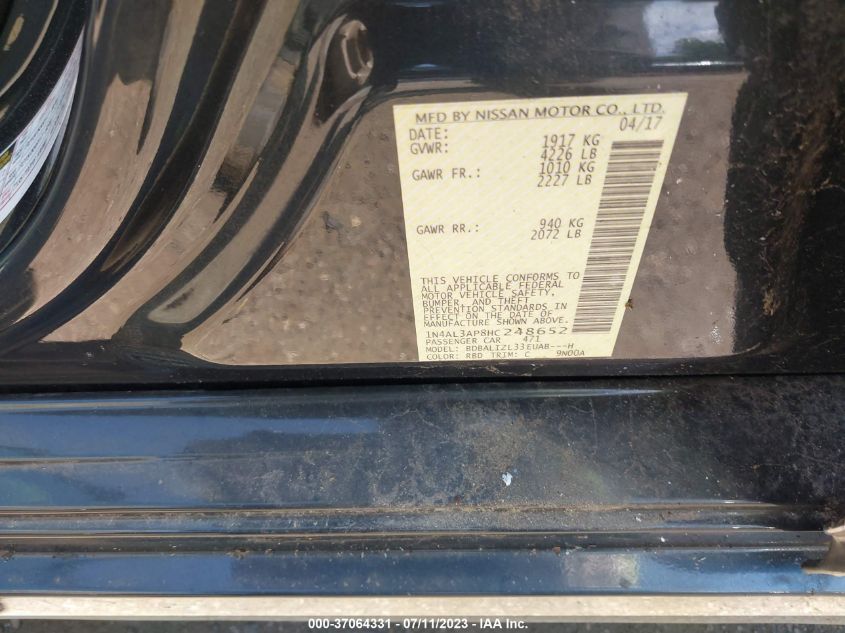 MFD BY NISSAN MOTOR CO., LTD.
DATE: 04/17
GVWR: 1917 KG
4226 LB
GAWR FR.: 1010 KG
2227 LB
GAWR RR.: 940 KG
2072 LB
THIS VEHICLE CONFORMS TO
ALL APPLICABLE FEDERAL
MOTOR VEHICLE SAFETY,
BUMPER, AND THEFT
PREVENTION STANDARDS IN
EFFECT ON THE DATE OF
MANUFACTURE SHOWN ABOVE.
1N4AL3AP8HC248652
PASSENGER CAR 471
MODEL: BDBALIZL33EUAB---H
COLOR: RBD TRIM: C 9N00A
000-37064331 - 07/11/2023 - IAA Inc.